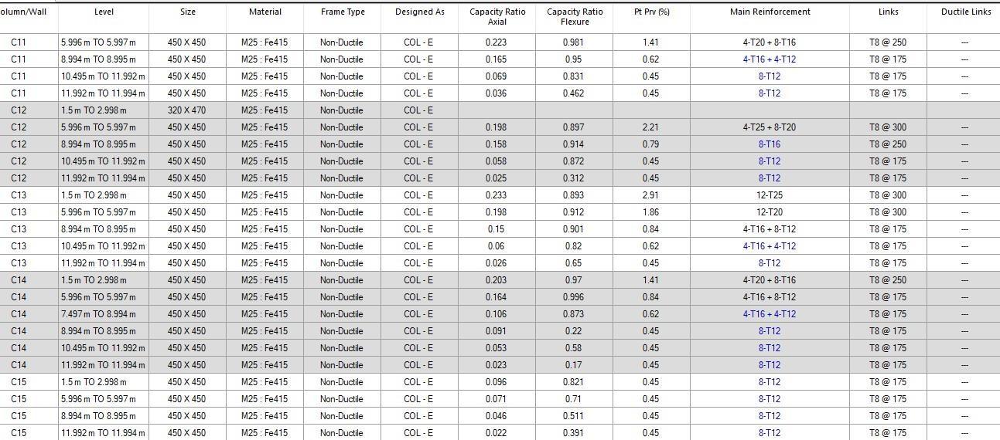 olumn/Wall Level Size Material Frame Type Designed As Capacity Ratio Axial Capacity Ratio Flexure Pt Prv (%) Main Reinforcement Links Ductile Links
C11 5.996 m TO 5.997 m 450 X 450 M25 : Fe415 Non-Ductile COL - E 0.223 0.981 1.41 4-T20 + 8-T16 T8 @ 250 ---
C11 8.994 m TO 8.995 m 450 X 450 M25 : Fe415 Non-Ductile COL - E 0.165 0.95 0.62 4-T16 + 4-T12 T8 @ 175 ---
C11 10.495 m TO 11.992 m 450 X 450 M25 : Fe415 Non-Ductile COL - E 0.069 0.831 0.45 8-T12 T8 @ 175 ---
C11 11.992 m TO 11.994 m 450 X 450 M25 : Fe415 Non-Ductile COL - E 0.036 0.462 0.45 8-T12 T8 @ 175 ---
C12 1.5 m TO 2.998 m 320 X 470 M25 : Fe415 Non-Ductile COL - E
C12 5.996 m TO 5.997 m 450 X 450 M25 : Fe415 Non-Ductile COL - E 0.198 0.897 2.21 4-T25 + 8-T20 T8 @ 300 ---
C12 8.994 m TO 8.995 m 450 X 450 M25 : Fe415 Non-Ductile COL - E 0.158 0.914 0.79 8-T16 T8 @ 250 ---
C12 10.495 m TO 11.992 m 450 X 450 M25 : Fe415 Non-Ductile COL - E 0.058 0.872 0.45 8-T12 T8 @ 175 ---
C12 11.992 m TO 11.994 m 450 X 450 M25 : Fe415 Non-Ductile COL - E 0.025 0.312 0.45 8-T12 T8 @ 175 ---
C13 1.5 m TO 2.998 m 450 X 450 M25 : Fe415 Non-Ductile COL - E 0.233 0.893 2.91 12-T25 T8 @ 300 ---
C13 5.996 m TO 5.997 m 450 X 450 M25 : Fe415 Non-Ductile COL - E 0.198 0.912 1.86 12-T20 T8 @ 300 ---
C13 8.994 m TO 8.995 m 450 X 450 M25 : Fe415 Non-Ductile COL - E 0.15 0.901 0.84 4-T16 + 8-T12 T8 @ 175 ---
C13 10.495 m TO 11.992 m 450 X 450 M25 : Fe415 Non-Ductile COL - E 0.06 0.82 0.62 4-T16 + 4-T12 T8 @ 175 ---
C13 11.992 m TO 11.994 m 450 X 450 M25 : Fe415 Non-Ductile COL - E 0.026 0.65 0.45 8-T12 T8 @ 175 ---
C14 1.5 m TO 2.998 m 450 X 450 M25 : Fe415 Non-Ductile COL - E 0.203 0.97 1.41 4-T20 + 8-T16 T8 @ 250 ---
C14 5.996 m TO 5.997 m 450 X 450 M25 : Fe415 Non-Ductile COL - E 0.164 0.996 0.84 4-T16 + 8-T12 T8 @ 175 ---
C14 7.497 m TO 8.994 m 450 X 450 M25 : Fe415 Non-Ductile COL - E 0.106 0.873 0.62 4-T16 + 4-T12 T8 @ 175 ---
C14 8.994 m TO 8.995 m 450 X 450 M25 : Fe415 Non-Ductile COL - E 0.091 0.22 0.45 8-T12 T8 @ 175 ---
C14 10.495 m TO 11.992 m 450 X 450 M25 : Fe415 Non-Ductile COL - E 0.053 0.58 0.45 8-T12 T8 @ 175 ---
C14 11.992 m TO 11.994 m 450 X 450 M25 : Fe415 Non-Ductile COL - E 0.023 0.17 0.45 8-T12 T8 @ 175 ---
C15 1.5 m TO 2.998 m 450 X 450 M25 : Fe415 Non-Ductile COL - E 0.096 0.821 0.45 8-T12 T8 @ 175 ---
C15 5.996 m TO 5.997 m 450 X 450 M25 : Fe415 Non-Ductile COL - E 0.071 0.71 0.45 8-T12 T8 @ 175 ---
C15 8.994 m TO 8.995 m 450 X 450 M25 : Fe415 Non-Ductile COL - E 0.046 0.511 0.45 8-T12 T8 @ 175 ---
C15 11.992 m TO 11.994 m 450 X 450 M25 : Fe415 Non-Ductile COL - E 0.022 0.391 0.45 8-T12 T8 @ 175 ---